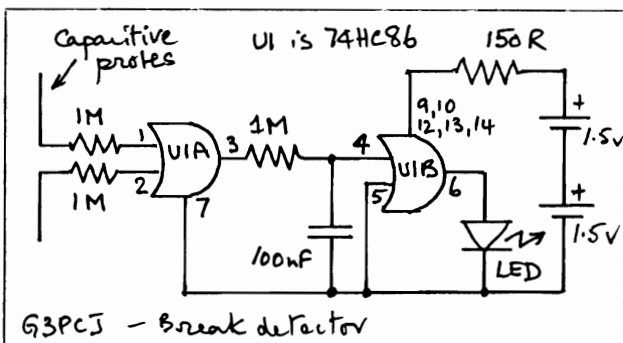 Capacitive
probes
U1 is 74HC86
150R
9,10
12,13,14
+
1.5v
+
1.5v
1M
1
U1A
3
1M
4
U1B
6
5
2
1M
7
100nF
LED
G3PCJ - Break detector